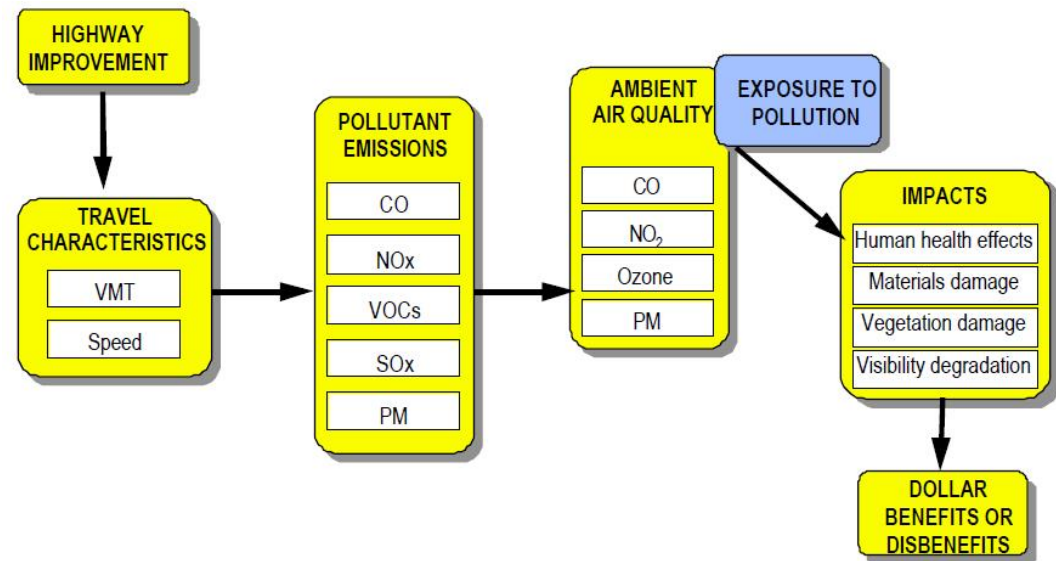 HIGHWAY
IMPROVEMENT
TRAVEL
CHARACTERISTICS
VMT
Speed
POLLUTANT
EMISSIONS
CO
NOx
VOCs
SOx
PM
AMBIENT
AIR QUALITY
CO
NO₂
Ozone
PM
EXPOSURE TO
POLLUTION
IMPACTS
Human health effects
Materials damage
Vegetation damage
Visibility degradation
DOLLAR
BENEFITS OR
DISBENEFITS